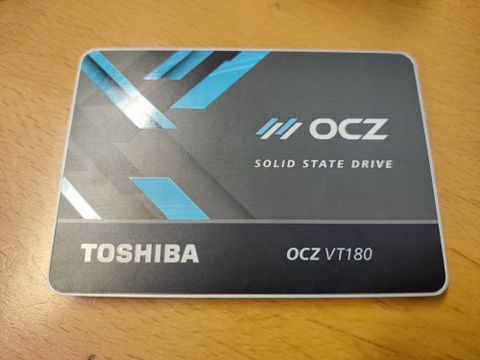 OCZ
SOLID STATE DRIVE
TOSHIBA
OCZ VT180